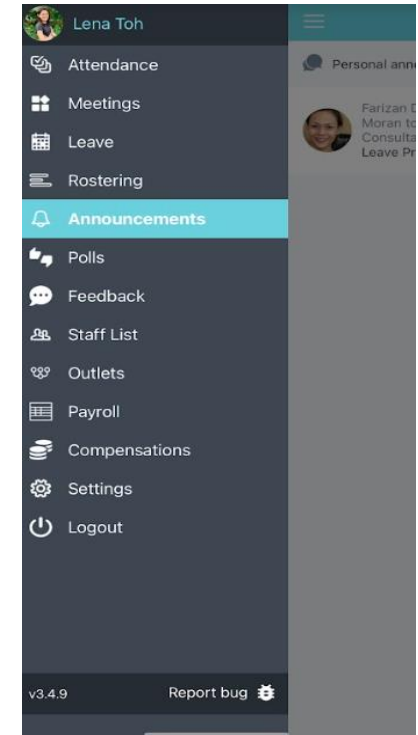 Lena Toh
Attendance
Meetings
Leave
Rostering
Announcements
Polls
Feedback
Staff List
Outlets
Payroll
Compensations
Settings
Logout
v3.4.9 Report bug
Personal anno
Farizan D
Moran to
Consulta
Leave Pr